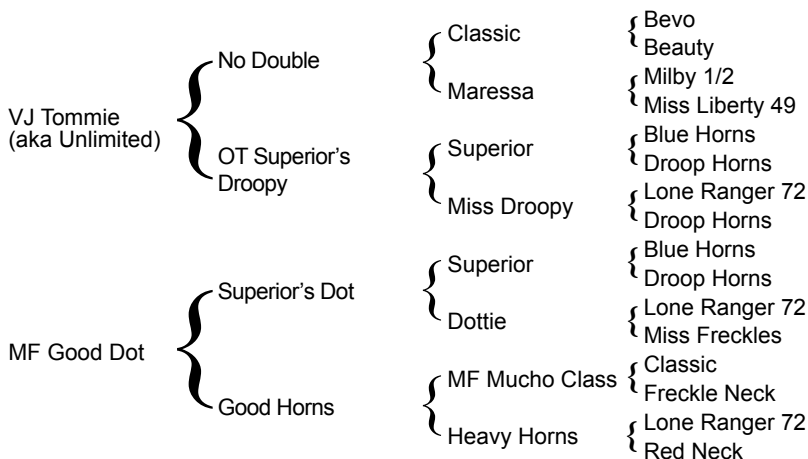 VJ Tommie
(aka Unlimited)
No Double
Classic
Bevo
Beauty
Maressa
Milby 1/2
Miss Liberty 49
OT Superior’s
Droopy
Superior
Blue Horns
Droop Horns
Miss Droopy
Lone Ranger 72
Droop Horns
MF Good Dot
Superior’s Dot
Superior
Blue Horns
Droop Horns
Dottie
Lone Ranger 72
Miss Freckles
Good Horns
MF Mucho Class
Classic
Freckle Neck
Heavy Horns
Lone Ranger 72
Red Neck